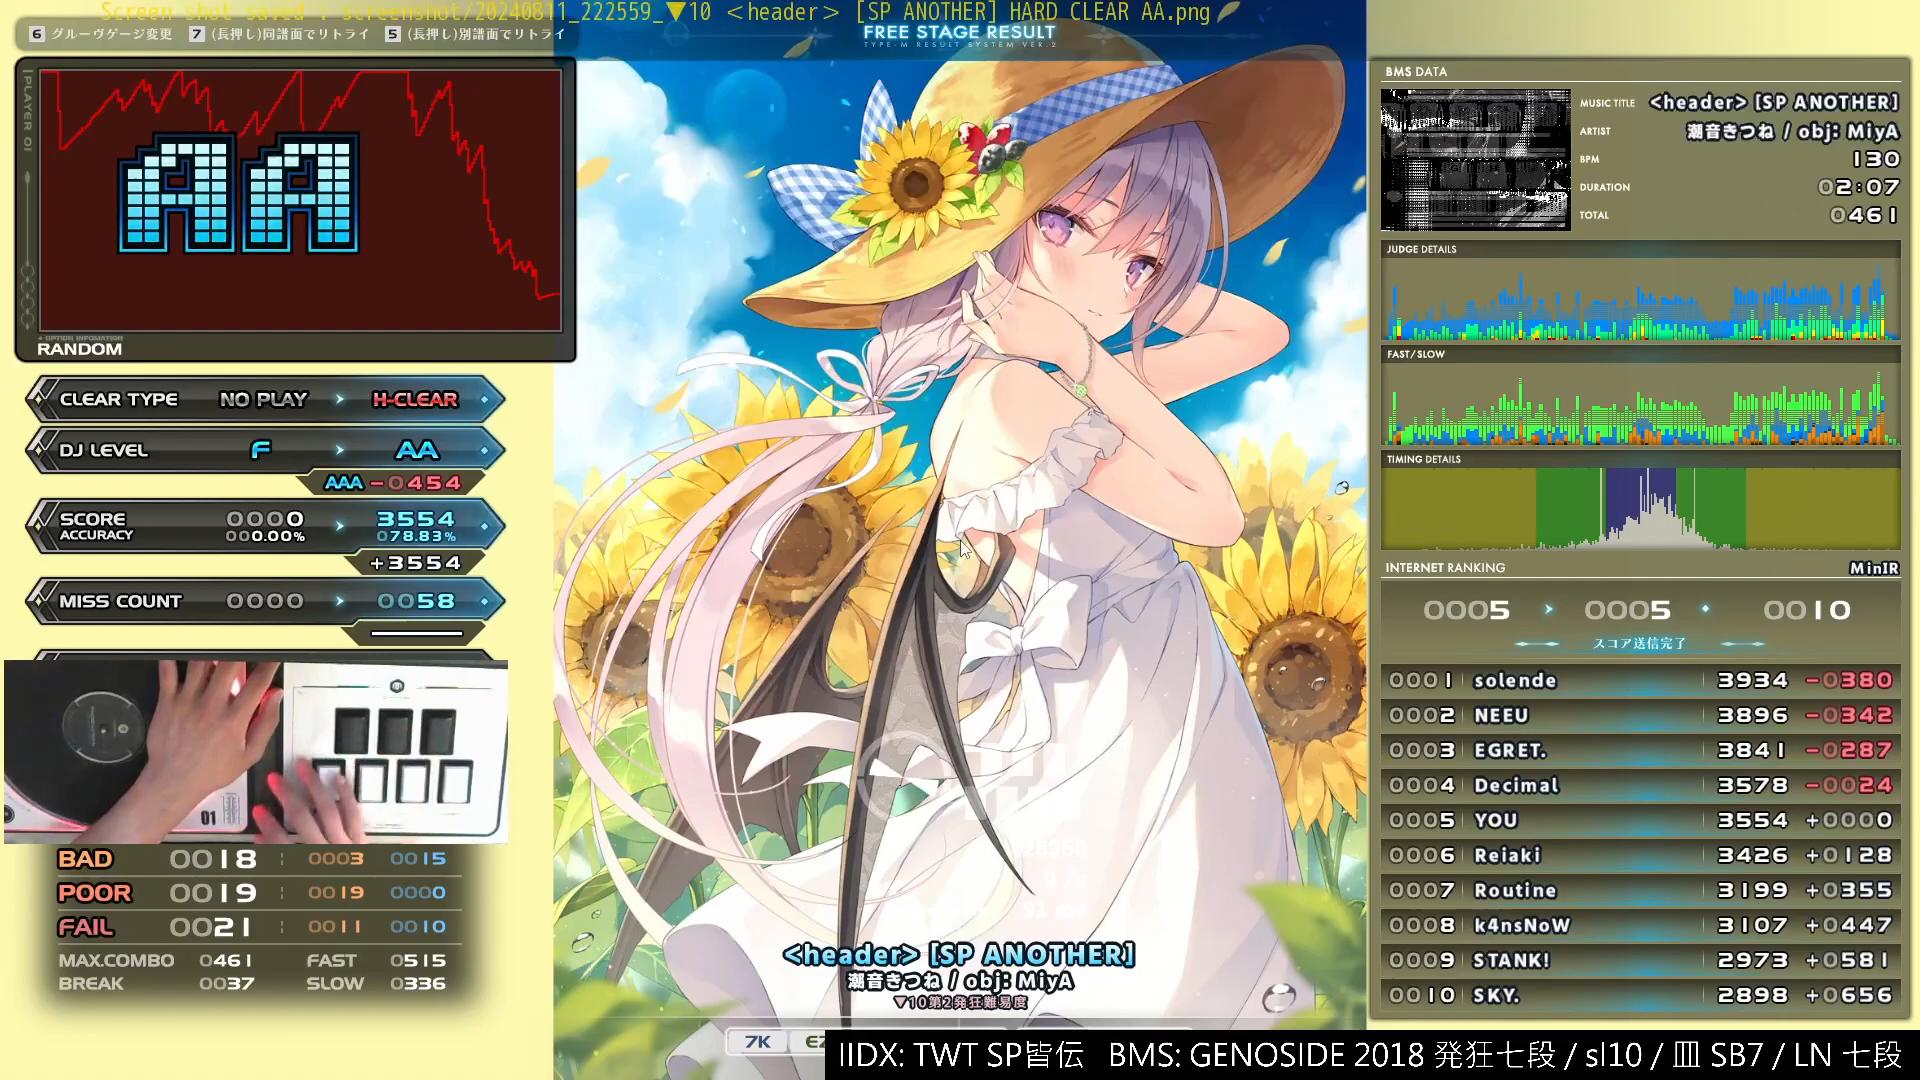 Screen shot saved : screenshot/20240811_222559_▼10 <header> [SP ANOTHER] HARD CLEAR AA.png
6 グルーヴゲージ変更 7 (長押し)同譜面でリトライ 5 (長押し)別譜面でリトライ
FREE STAGE RESULT
TYPE-M RESULT SYSTEM VER.2
PLAYER 01
AA
+ OPTION INFOMATION
RANDOM
CLEAR TYPE NO PLAY H-CLEAR
DJ LEVEL F AA
AAA -0454
SCORE 0000 3554
ACCURACY 000.00% 078.83%
+3554
MISS COUNT 0000 0058
01
BAD 0018 0003 0015
POOR 0019 0019 0000
FAIL 0021 0011 0010
MAX.COMBO 0461 FAST 0515
BREAK 0037 SLOW 0336
<header> [SP ANOTHER]
潮音きつね / obj: MiyA
▼10第2発狂難易度
7K
BMS DATA
MUSIC TITLE <header> [SP ANOTHER]
ARTIST 潮音きつね / obj: MiyA
BPM 130
DURATION 02:07
TOTAL 0461
JUDGE DETAILS
FAST/SLOW
TIMING DETAILS
INTERNET RANKING MinIR
0005 0005 0010
スコア送信完了
0001 solende 3934 -0380
0002 NEEU 3896 -0342
0003 EGRET. 3841 -0287
0004 Decimal 3578 -0024
0005 YOU 3554 +0000
0006 Reiaki 3426 +0128
0007 Routine 3199 +0355
0008 k4nsNoW 3107 +0447
0009 STANK! 2973 +0581
0010 SKY. 2898 +0656
IIDX: TWT SP皆伝 BMS: GENOSIDE 2018 発狂七段 / sl10 / 皿 SB7 / LN 七段